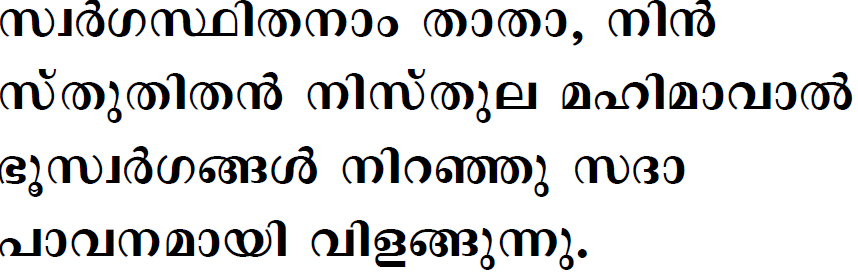 സ്വർഗസ്ഥിതനാം താതാ, നിൻ
സ്തുതിതൻ നിസ്തുല മഹിമാവാൽ
ഭൂസ്വർഗങ്ങൾ നിറഞ്ഞു സദാ
പാവനമായി വിളങ്ങുന്നു.